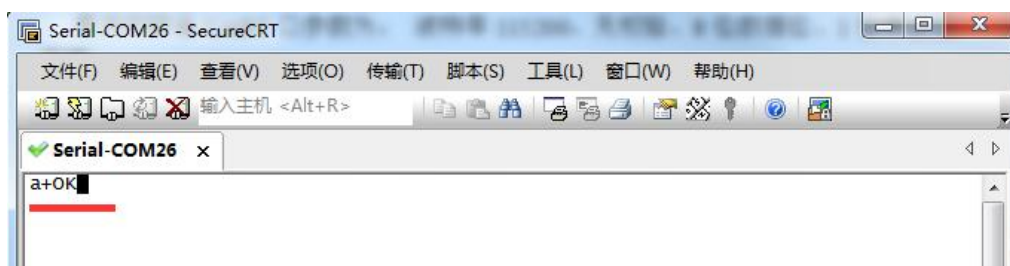 Serial-COM26 - SecureCRT
文件(F) 编辑(E) 查看(V) 选项(O) 传输(T) 脚本(S) 工具(L) 窗口(W) 帮助(H)
输入主机 <Alt+R>
Serial-COM26
a+OK